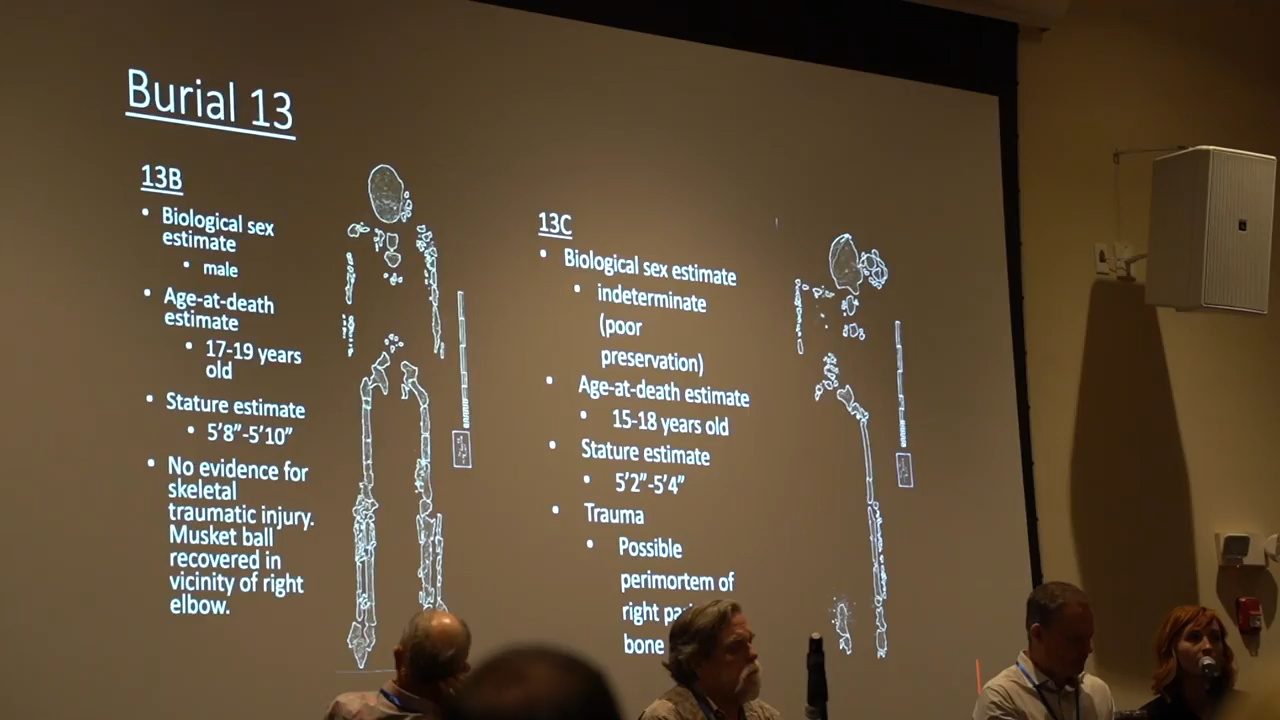 Burial 13
13B
• Biological sex
estimate
• male
• Age-at-death
estimate
• 17-19 years
old
• Stature estimate
• 5’8”-5’10”
• No evidence for
skeletal
traumatic injury.
Musket ball
recovered in
vicinity of right
elbow.
13C
• Biological sex estimate
• indeterminate
(poor
preservation)
• Age-at-death estimate
• 15-18 years old
• Stature estimate
• 5’2”-5’4”
• Trauma
• Possible
perimortem of
right
bone